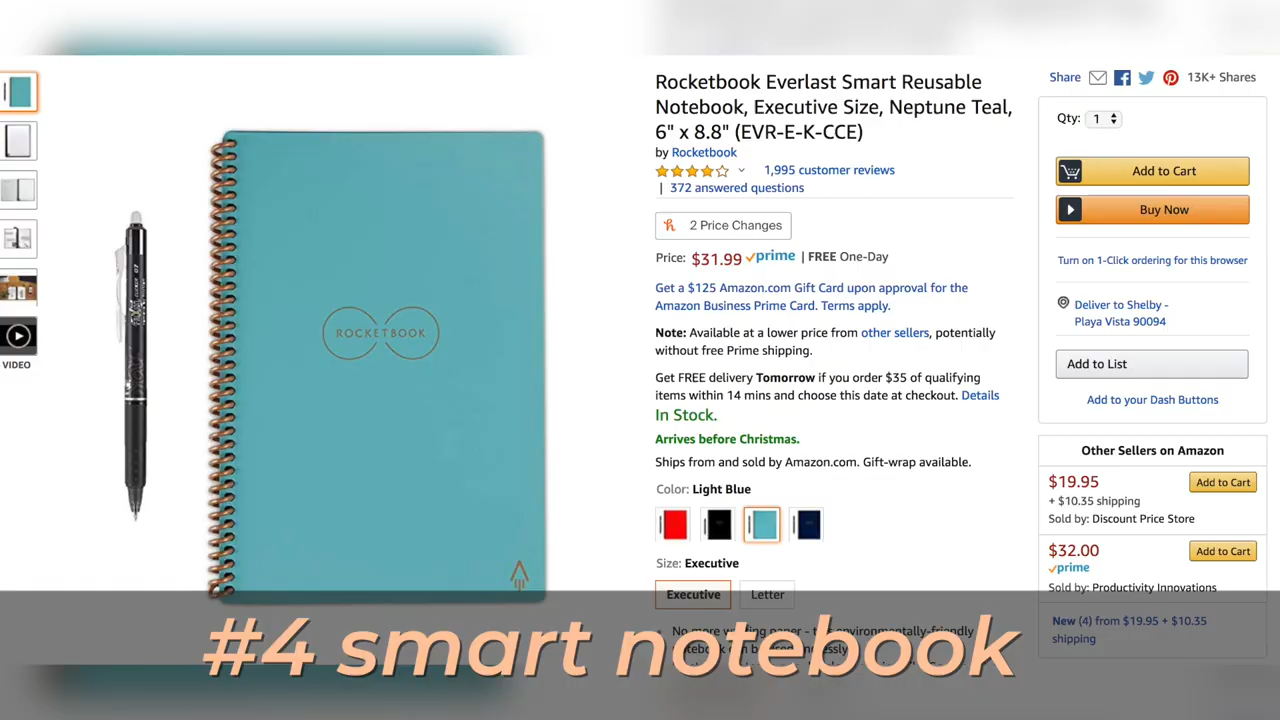 Rocketbook Everlast Smart Reusable
Notebook, Executive Size, Neptune Teal,
6" x 8.8" (EVR-E-K-CCE)
by Rocketbook
1,995 customer reviews
| 372 answered questions
2 Price Changes
Price: $31.99 prime | FREE One-Day
Get a $125 Amazon.com Gift Card upon approval for the
Amazon Business Prime Card. Terms apply.
Note: Available at a lower price from other sellers, potentially
without free Prime shipping.
Get FREE delivery Tomorrow if you order $35 of qualifying
items within 14 mins and choose this date at checkout. Details
In Stock.
Arrives before Christmas.
Ships from and sold by Amazon.com. Gift-wrap available.
Color: Light Blue
Size: Executive
Executive
Letter
Share
13K+ Shares
Qty: 1
Add to Cart
Buy Now
Turn on 1-Click ordering for this browser
Deliver to Shelby -
Playa Vista 90094
Add to List
Add to your Dash Buttons
Other Sellers on Amazon
$19.95
Add to Cart
+ $10.35 shipping
Sold by: Discount Price Store
$32.00
Add to Cart
prime
Sold by: Productivity Innovations
New (4) from $19.95 + $10.35
shipping
VIDEO
ROCKETBOOK
#4 smart notebook